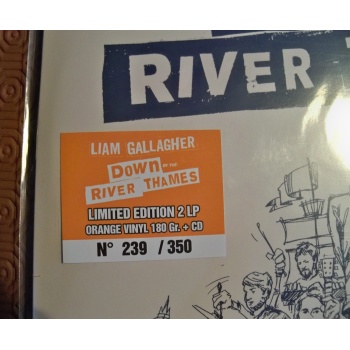 RIVER
LIAM GALLAGHER
DOWN BY THE
RIVER THAMES
LIMITED EDITION 2 LP
ORANGE VINYL 180 Gr. + CD
N° 239 / 350